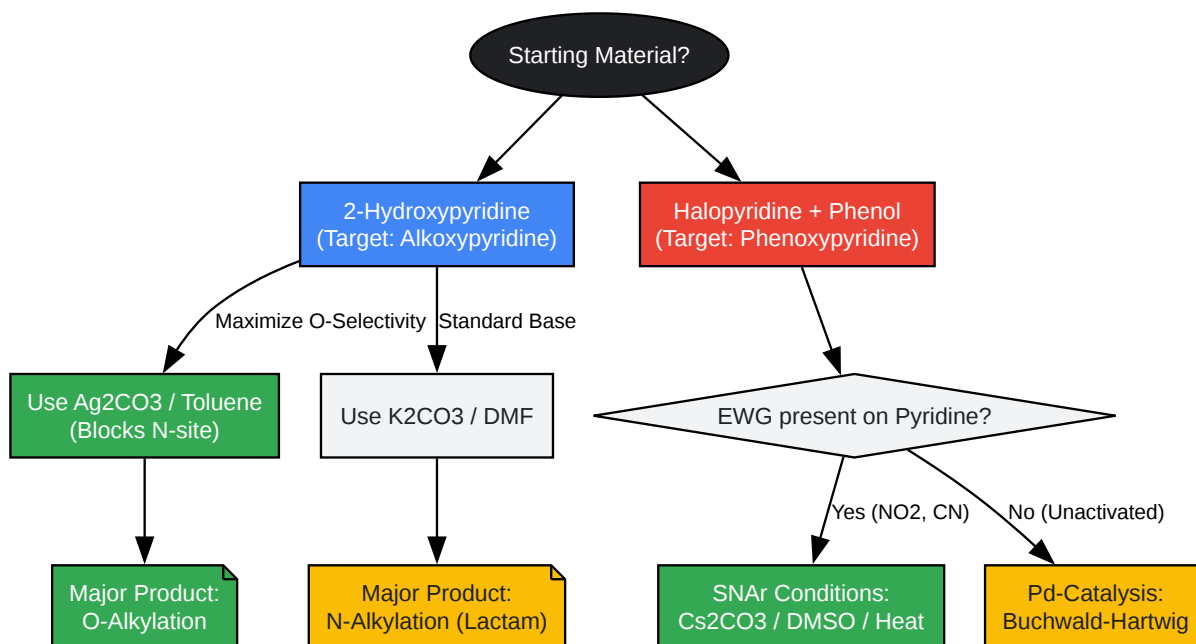 Starting Material?
2-Hydroxypyridine
(Target: Alkoxypyridine)
Halopyridine + Phenol
(Target: Phenoxypyridine)
Maximize O-Selectivity
Standard Base
Use Ag2CO3 / Toluene
(Blocks N-site)
Use K2CO3 / DMF
EWG present on Pyridine?
Yes (NO2, CN)
No (Unactivated)
Major Product:
O-Alkylation
Major Product:
N-Alkylation (Lactam)
SNAr Conditions:
Cs2CO3 / DMSO / Heat
Pd-Catalysis:
Buchwald-Hartwig